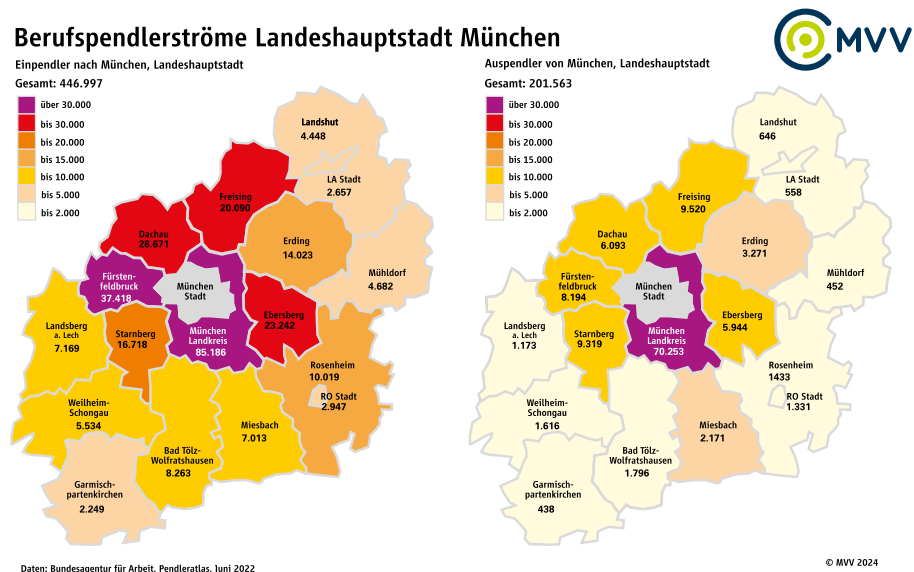 Berufspendlerströme Landeshauptstadt München
MVV
Einpendler nach München, Landeshauptstadt
Gesamt: 446.997
über 30.000
bis 30.000
bis 20.000
bis 15.000
bis 10.000
bis 5.000
bis 2.000
Landshut
4.448
LA Stadt
2.657
Freising
20.090
Dachau
28.671
Erding
14.023
Mühldorf
4.682
Fürsten-
feldbruck
37.418
München
Stadt
Landsberg
a. Lech
7.169
Starnberg
16.718
München
Landkreis
85.186
Ebersberg
23.242
Rosenheim
10.019
RO Stadt
2.947
Weilheim-
Schongau
5.534
Miesbach
7.013
Bad Tölz-
Wolfratshausen
8.263
Garmisch-
partenkirchen
2.249
Daten: Bundesagentur für Arbeit, Pendleratlas, Juni 2022
Auspendler von München, Landeshauptstadt
Gesamt: 201.563
über 30.000
bis 30.000
bis 20.000
bis 15.000
bis 10.000
bis 5.000
bis 2.000
Landshut
646
LA Stadt
558
Freising
9.520
Dachau
6.093
Erding
3.271
Mühldorf
452
Fürsten-
feldbruck
8.194
München
Stadt
Landsberg
a. Lech
1.173
Starnberg
9.319
München
Landkreis
70.253
Ebersberg
5.944
Rosenheim
1433
RO Stadt
1.331
Weilheim-
Schongau
1.616
Miesbach
2.171
Bad Tölz-
Wolfratshausen
1.796
Garmisch-
partenkirchen
438
© MVV 2024